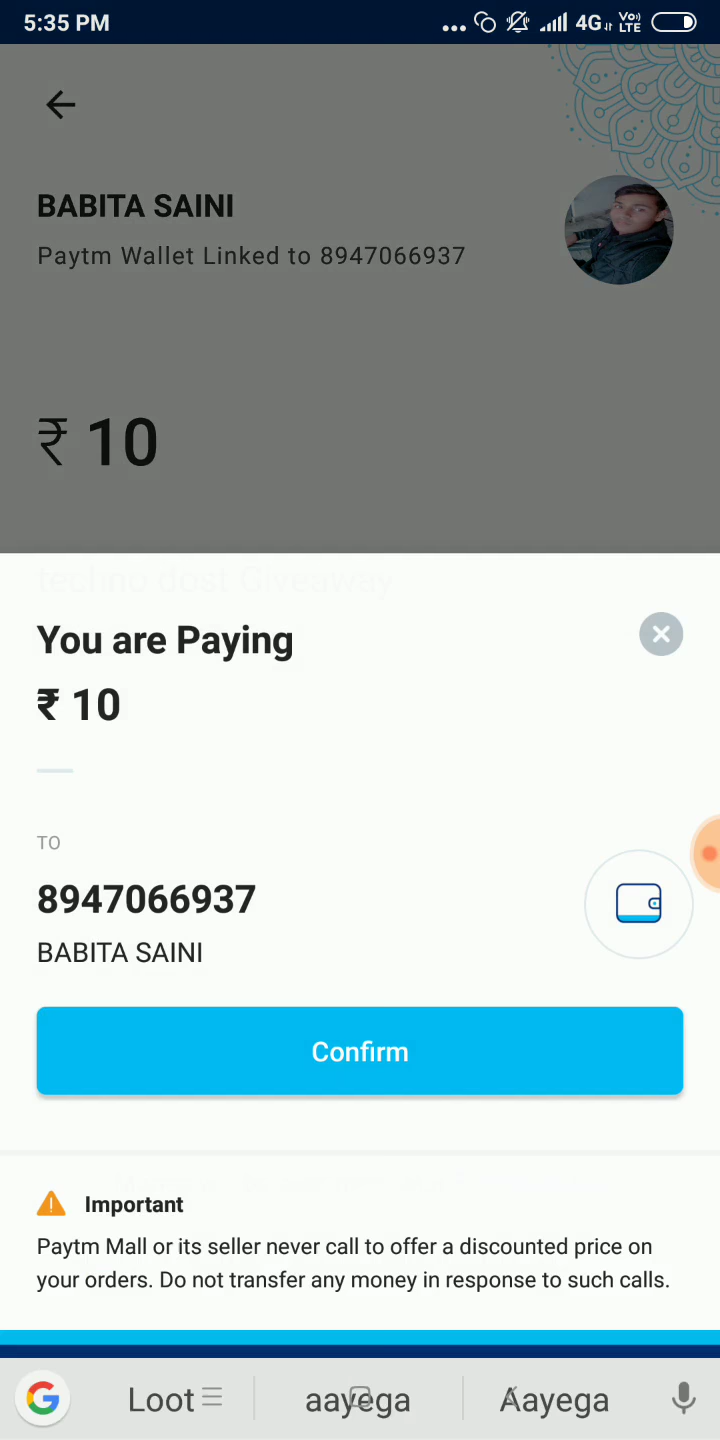 5:35 PM
4G Vo) LTE
BABITA SAINI
Paytm Wallet Linked to 8947066937
₹ 10
techno dost Giveaway
You are Paying
₹ 10
TO
8947066937
BABITA SAINI
Confirm
Important
Paytm Mall or its seller never call to offer a discounted price on
your orders. Do not transfer any money in response to such calls.
Loot aayega Aayega